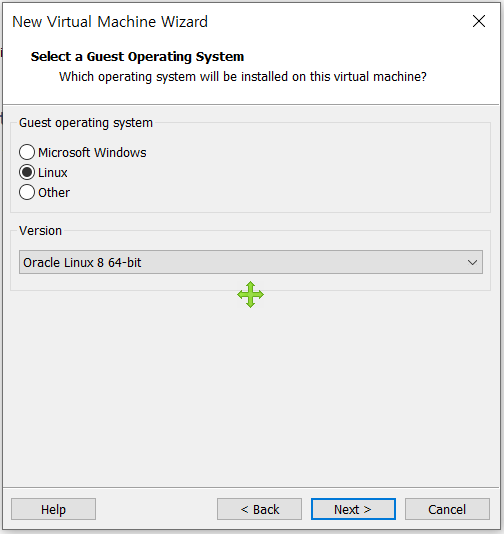 New Virtual Machine Wizard
Select a Guest Operating System
Which operating system will be installed on this virtual machine?
Guest operating system
Microsoft Windows
Linux
Other
Version
Oracle Linux 8 64-bit
Help
< Back
Next >
Cancel